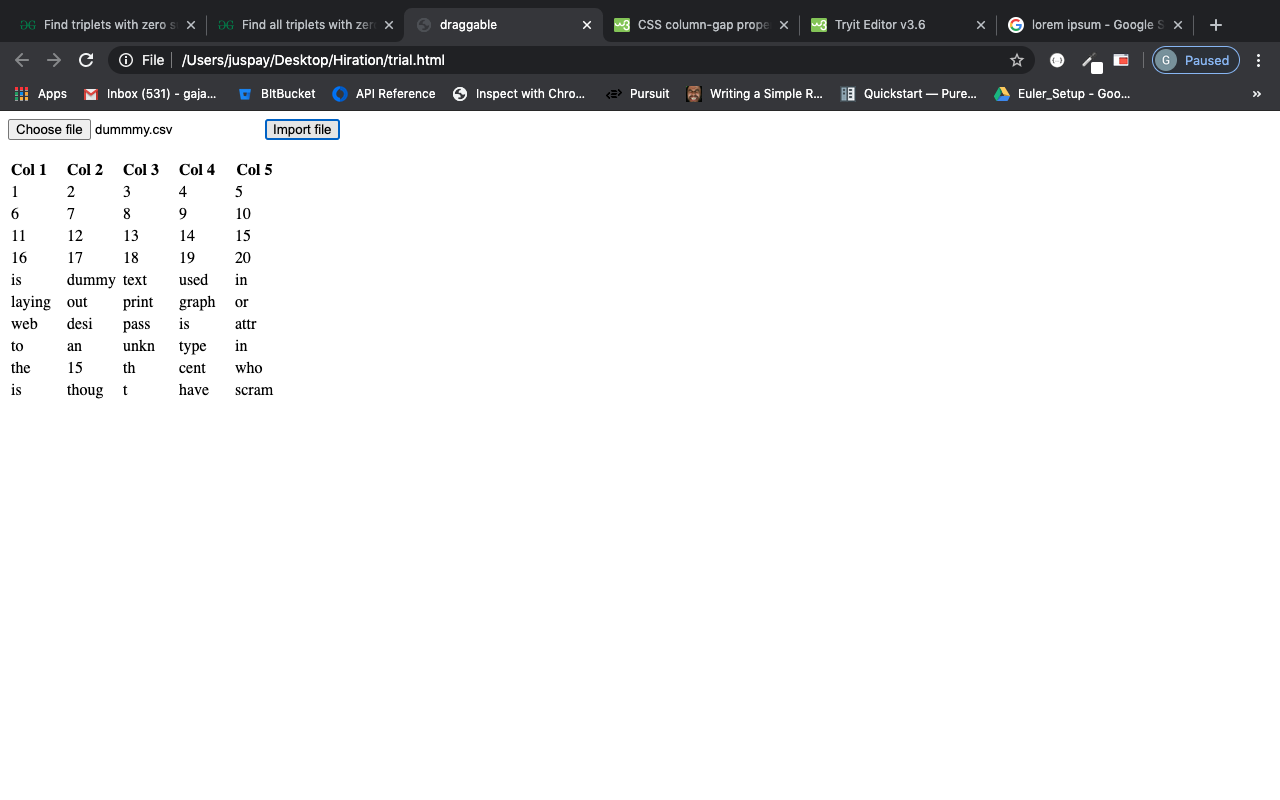 Find triplets with zero s
Find all triplets with zer
draggable
CSS column-gap prope
Tryit Editor v3.6
lorem ipsum - Google S
File
/Users/juspay/Desktop/Hiration/trial.html
G Paused
Apps
Inbox (531) - gaja...
BItBucket
API Reference
Inspect with Chro...
Pursuit
Writing a Simple R...
Quickstart — Pure...
Euler_Setup - Goo...
»
Choose file dummmy.csv Import file
Col 1 Col 2 Col 3 Col 4 Col 5
1 2 3 4 5
6 7 8 9 10
11 12 13 14 15
16 17 18 19 20
is dummy text used in
laying out print graph or
web desi pass is attr
to an unkn type in
the 15 th cent who
is thoug t have scram